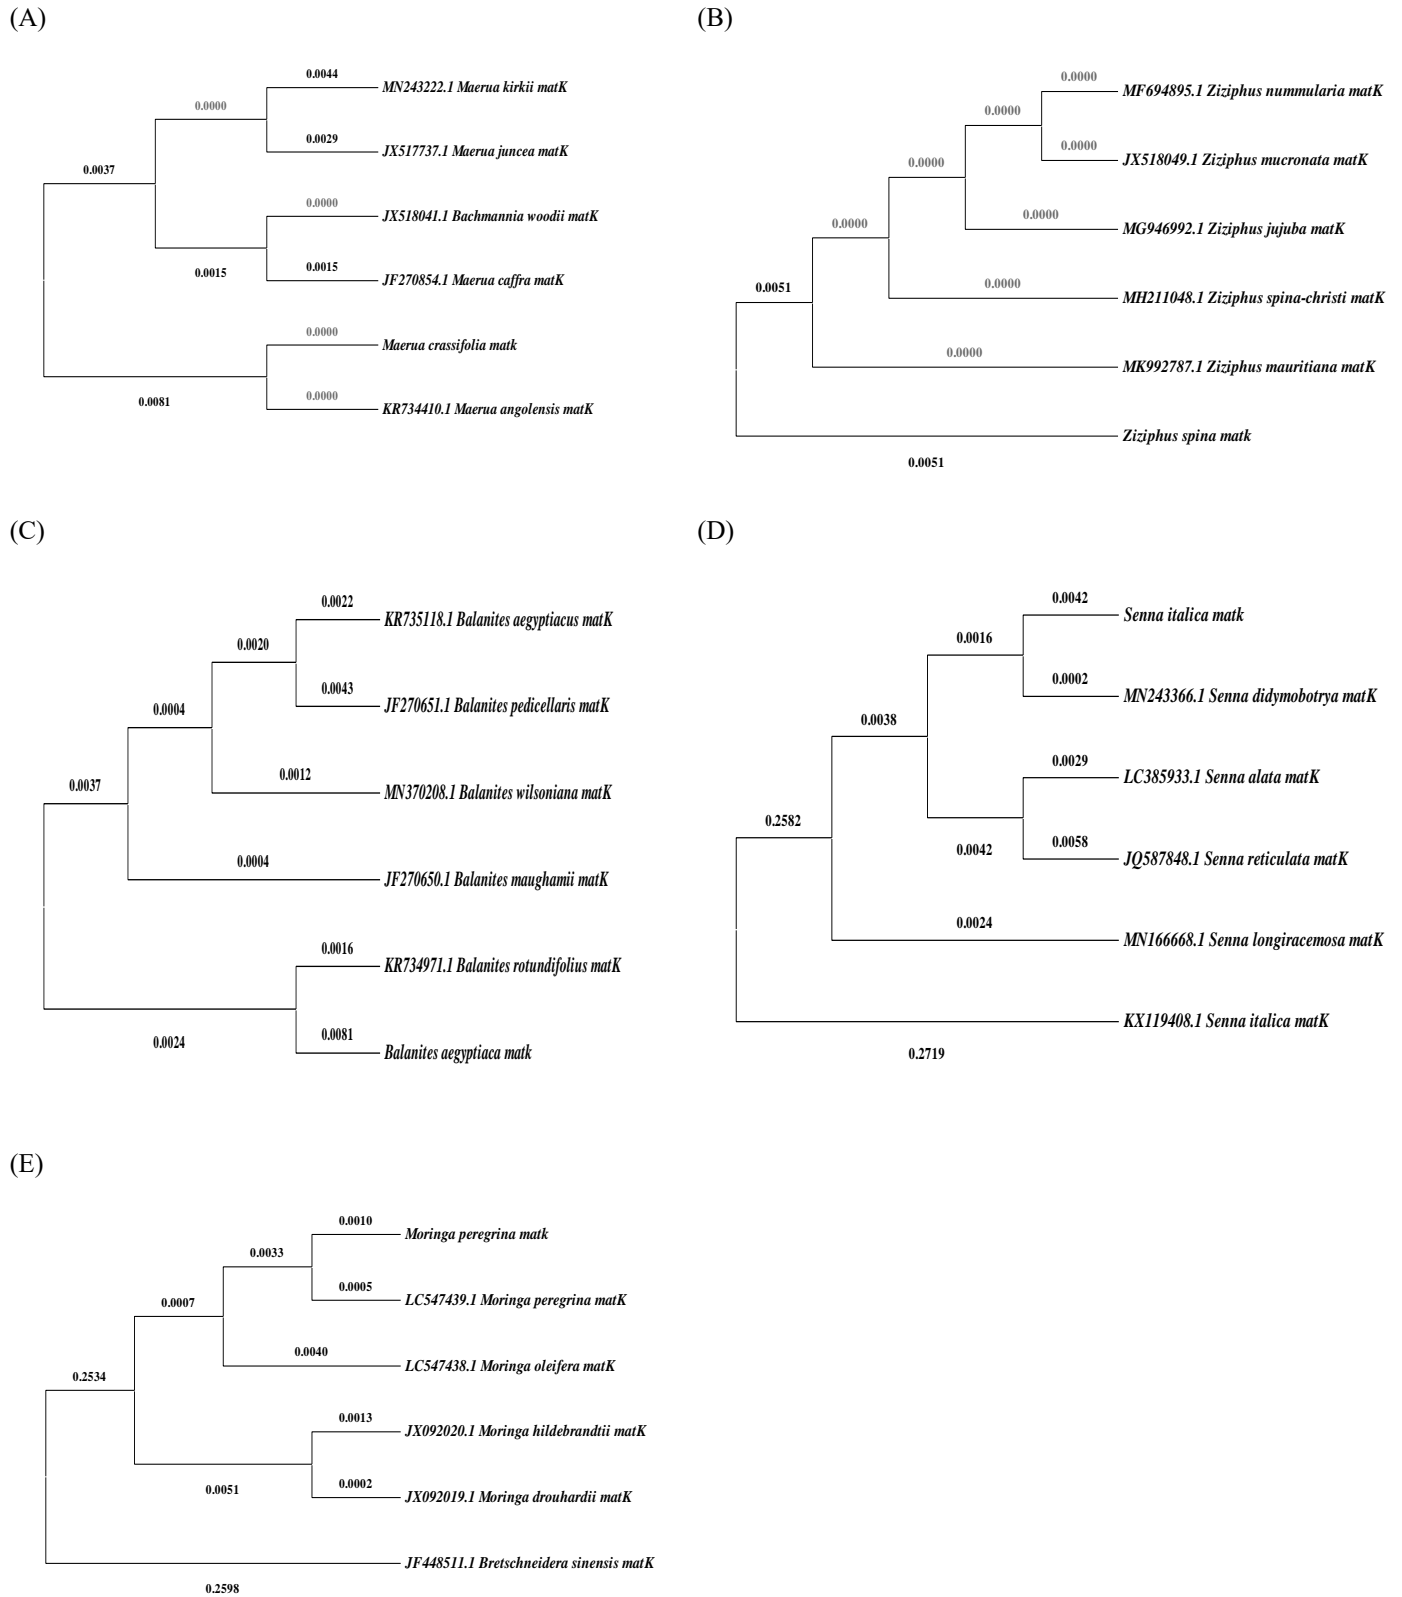 (A)
0.0044
MN243222.1 Maerua kirkii matK
0.0000
0.0029
JX517737.1 Maerua juncea matK
0.0037
0.0000
JX518041.1 Bachmannia woodii matK
0.0015
0.0015
JF270854.1 Maerua caffra matK
0.0000
Maerua crassifolia matk
0.0081
0.0000
KR734410.1 Maerua angolensis matK
(B)
0.0000
MF694895.1 Ziziphus nummularia matK
0.0000
0.0000
JX518049.1 Ziziphus mucronata matK
0.0000
0.0000
MG946992.1 Ziziphus jujuba matK
0.0000
0.0000
MH211048.1 Ziziphus spina-christi matK
0.0051
0.0000
MK992787.1 Ziziphus mauritiana matK
Ziziphus spina matk
0.0051
(C)
0.0022
KR735118.1 Balanites aegyptiacus matK
0.0020
0.0043
JF270651.1 Balanites pedicellaris matK
0.0004
0.0012
MN370208.1 Balanites wilsoniana matK
0.0037
0.0004
JF270650.1 Balanites maughamii matK
0.0016
KR734971.1 Balanites rotundifolius matK
0.0024
0.0081
Balanites aegyptiaca matk
(D)
0.0042
Senna italica matk
0.0016
0.0002
MN243366.1 Senna didymobotrya matK
0.0038
0.0029
LC385933.1 Senna alata matK
0.2582
0.0042
0.0058
JQ587848.1 Senna reticulata matK
0.0024
MN166668.1 Senna longiracemosa matK
KX119408.1 Senna italica matK
0.2719
(E)
0.0010
Moringa peregrina matk
0.0033
0.0005
LC547439.1 Moringa peregrina matK
0.0007
0.0040
LC547438.1 Moringa oleifera matK
0.2534
0.0013
JX092020.1 Moringa hildebrandtii matK
0.0051
0.0002
JX092019.1 Moringa drouhardii matK
JF448511.1 Bretschneidera sinensis matK
0.2598